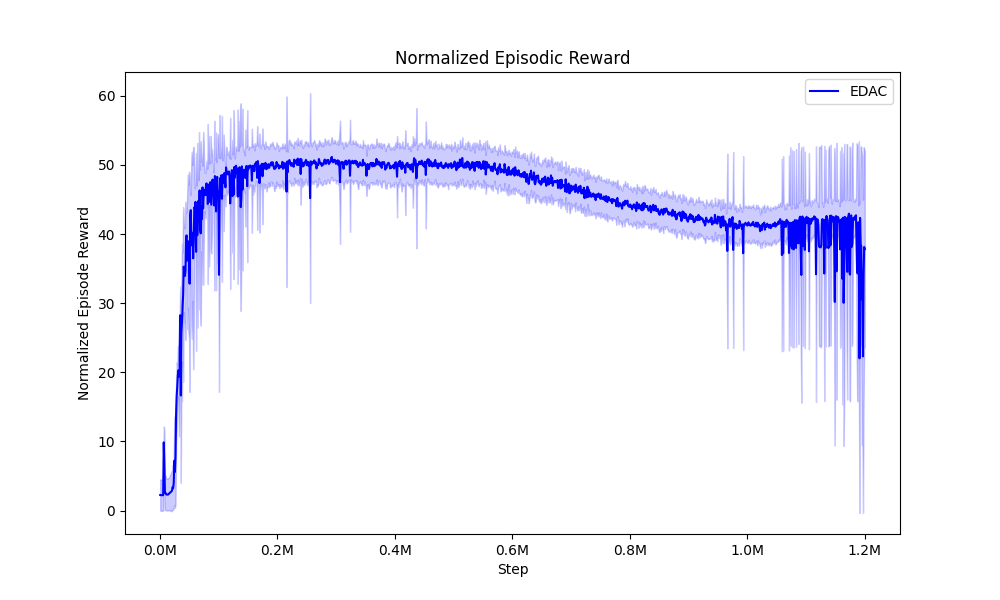 Normalized Episodic Reward
EDAC
Normalized Episode Reward
60
50
40
30
20
10
0
0.0M
0.2M
0.4M
0.6M
0.8M
1.0M
1.2M
Step